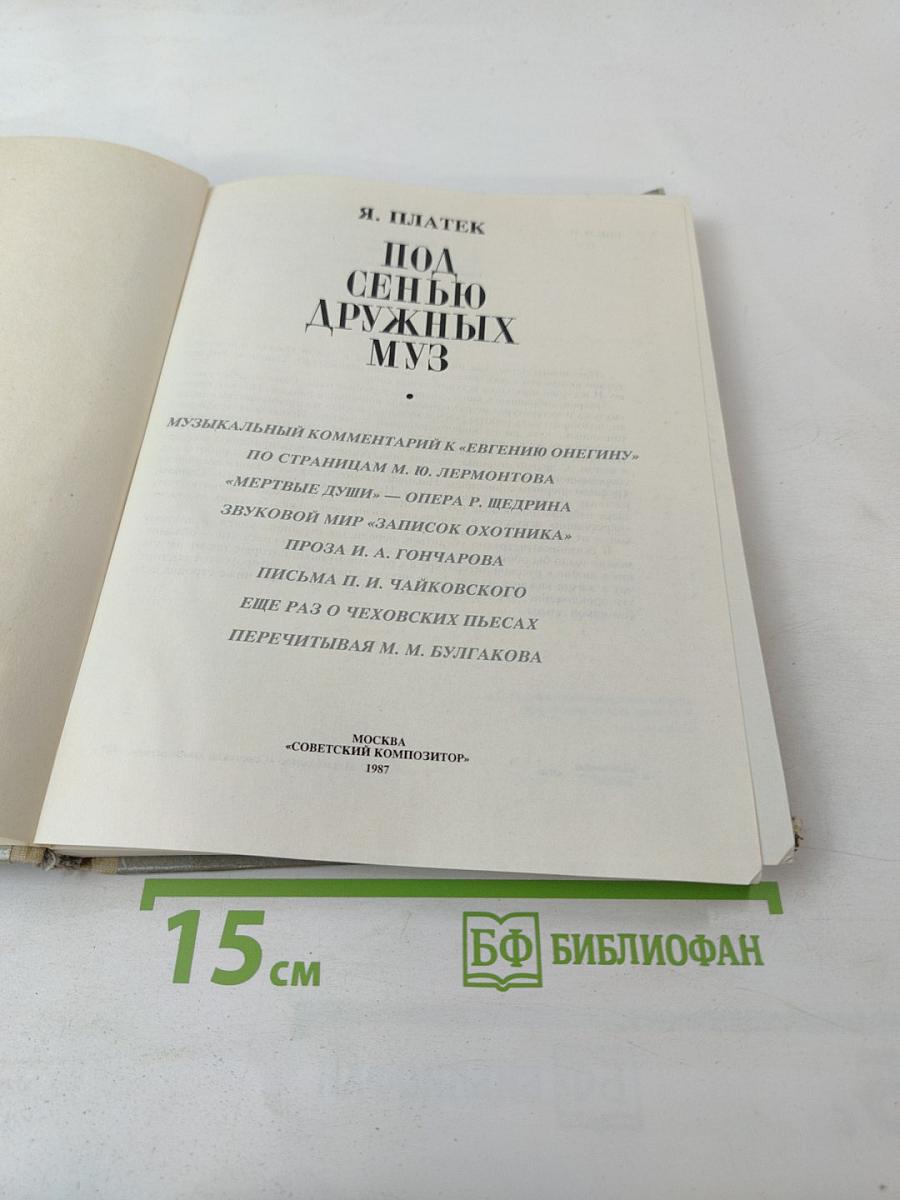 Я. ПЛАТЕК
ПОД
СЕНЬЮ
ДРУЖНЫХ
МУЗ
•
МУЗЫКАЛЬНЫЙ КОММЕНТАРИЙ К «ЕВГЕНИЮ ОНЕГИНУ»
ПО СТРАНИЦАМ М. Ю. ЛЕРМОНТОВА
«МЕРТВЫЕ ДУШИ» — ОПЕРА Р. ЩЕДРИНА
ЗВУКОВОЙ МИР «ЗАПИСОК ОХОТНИКА»
ПРОЗА И. А. ГОНЧАРОВА
ПИСЬМА П. И. ЧАЙКОВСКОГО
ЕЩЕ РАЗ О ЧЕХОВСКИХ ПЬЕСАХ
ПЕРЕЧИТЫВАЯ М. М. БУЛГАКОВА
МОСКВА
«СОВЕТСКИЙ КОМПОЗИТОР»
1987
15 см
БФ БИБЛИОФАН